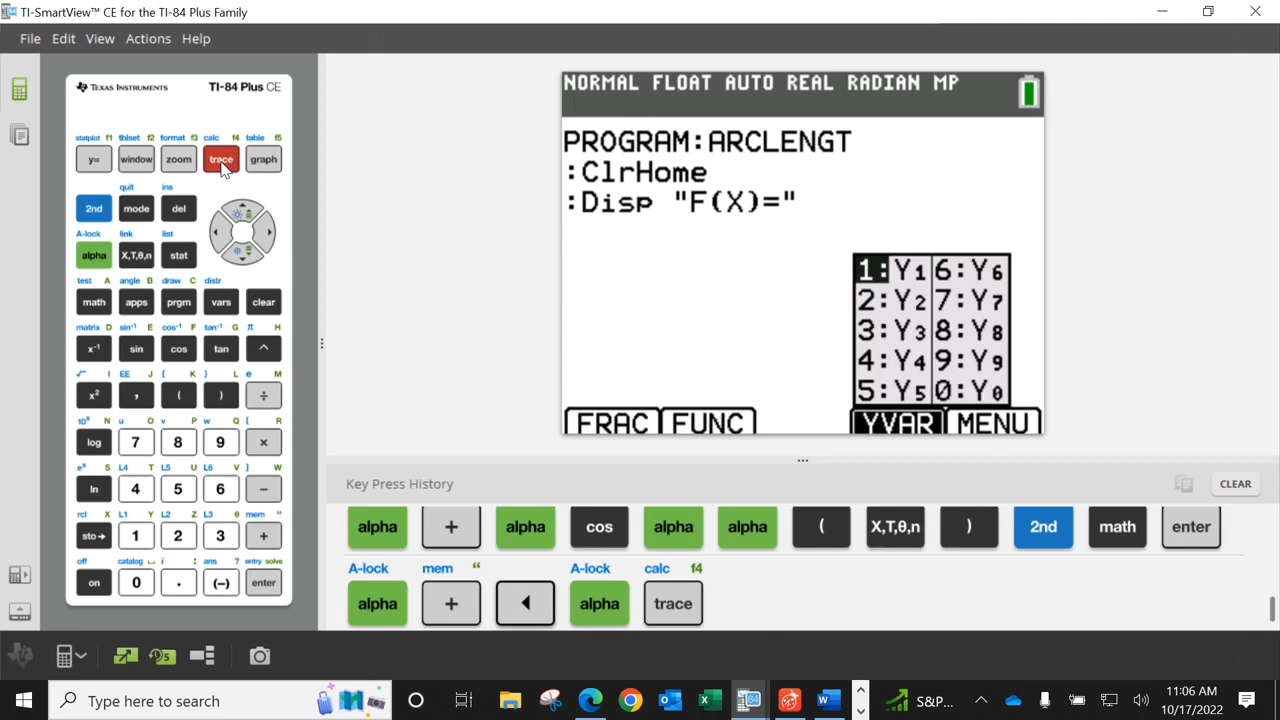 TI-SmartView™ CE for the TI-84 Plus Family
File Edit View Actions Help
TEXAS INSTRUMENTS TI-84 Plus CE
statplot f1 tblset f2 format f3 calc f4 table f5
y= window zoom trace graph
quit ins
2nd mode del
A-lock link list
alpha X,T,θ,n stat
test A angle B draw C distr
math apps prgm vars clear
matrix D sin⁻¹ E cos⁻¹ F tan⁻¹ G π H
x⁻¹ sin cos tan ^
√ I EE J { K } L e M
x² , ( ) ÷
10ˣ N u O v P w Q [ R
log 7 8 9 ×
eˣ S L4 T L5 U L6 V ] W
ln 4 5 6 −
rcl X L1 Y L2 Z L3 θ mem "
sto→ 1 2 3 +
off catalog ⎵ i : ans ? entry solve
on 0 . (−) enter
NORMAL FLOAT AUTO REAL RADIAN MP
PROGRAM:ARCLENGT
:ClrHome
:Disp "F(X)="
1:Y1 6:Y6
2:Y2 7:Y7
3:Y3 8:Y8
4:Y4 9:Y9
5:Y5 0:Y0
FRAC FUNC YVAR MENU
Key Press History CLEAR
alpha + alpha cos alpha alpha ( X,T,θ,n ) 2nd math enter
A-lock mem " A-lock calc f4
alpha + alpha trace
84
Type here to search
S&P...
11:06 AM
10/17/2022